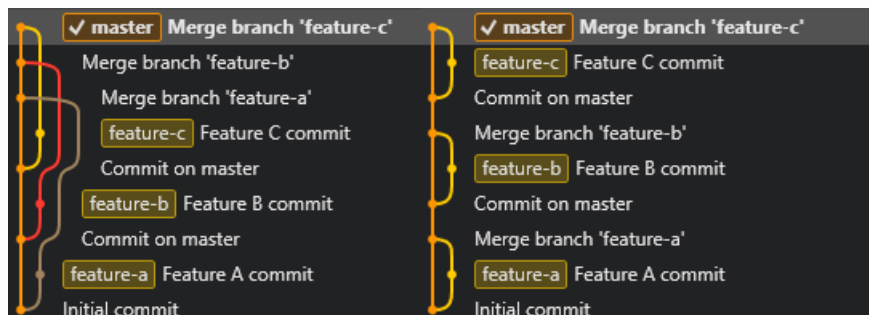 ✓ master Merge branch 'feature-c'
Merge branch 'feature-b'
Merge branch 'feature-a'
feature-c Feature C commit
Commit on master
feature-b Feature B commit
Commit on master
feature-a Feature A commit
Initial commit
✓ master Merge branch 'feature-c'
feature-c Feature C commit
Commit on master
Merge branch 'feature-b'
feature-b Feature B commit
Commit on master
Merge branch 'feature-a'
feature-a Feature A commit
Initial commit